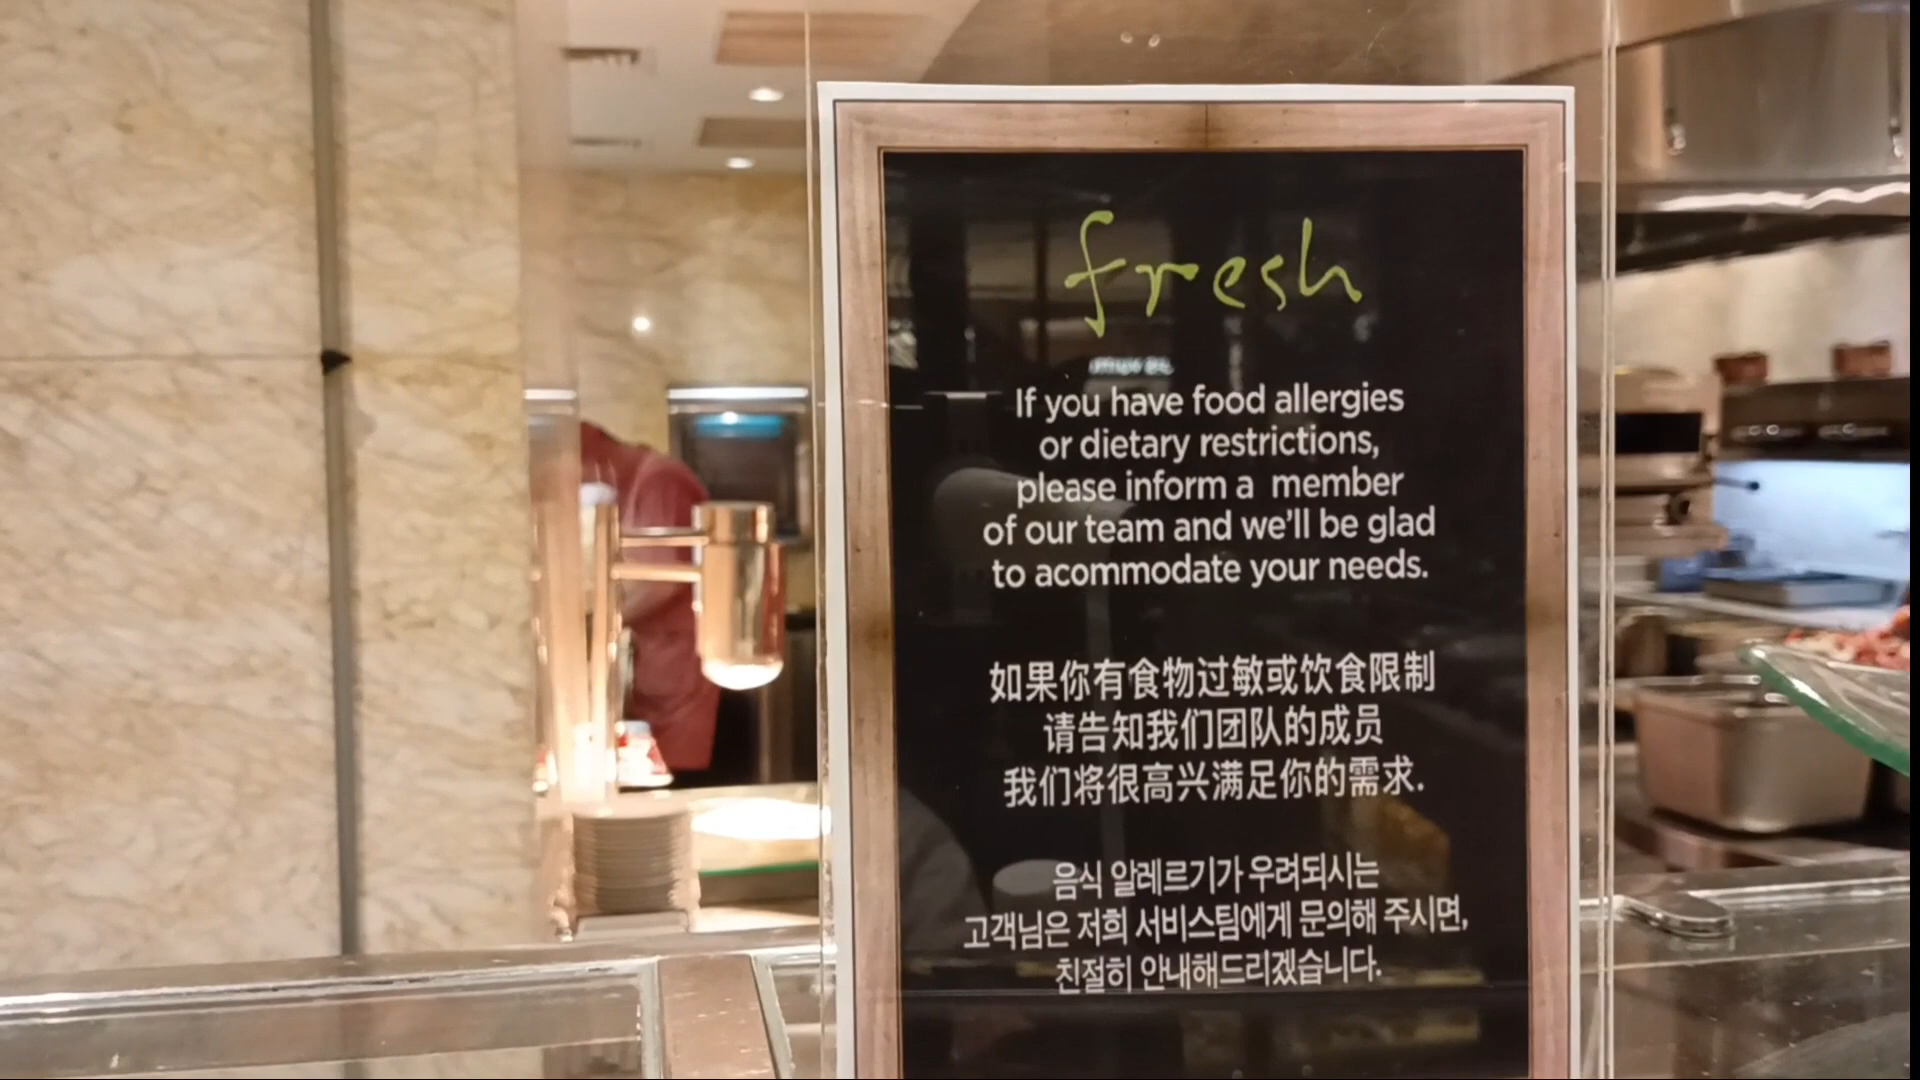 fresh
If you have food allergies
or dietary restrictions,
please inform a member
of our team and we'll be glad
to acommodate your needs.
如果你有食物过敏或饮食限制
请告知我们团队的成员
我们将很高兴满足你的需求.
음식 알레르기가 우려되시는
고객님은 저희 서비스팀에게 문의해 주시면,
친절히 안내해드리겠습니다.